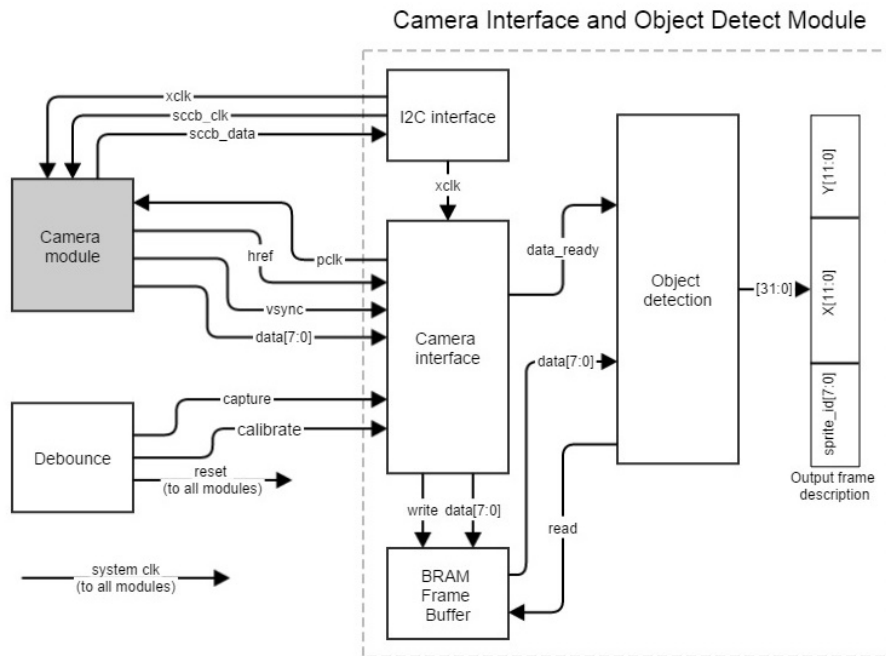 Camera Interface and Object Detect Module
xclk
sccb_clk
sccb_data
I2C interface
xclk
Camera
module
href
pclk
vsync
data[7:0]
Camera
interface
data_ready
Object
detection
[31:0]
Y[11:0]
X[11:0]
sprite_id[7:0]
Output frame
description
data[7:0]
capture
calibrate
Debounce
reset
(to all modules)
write
data[7:0]
read
system clk
(to all modules)
BRAM
Frame
Buffer